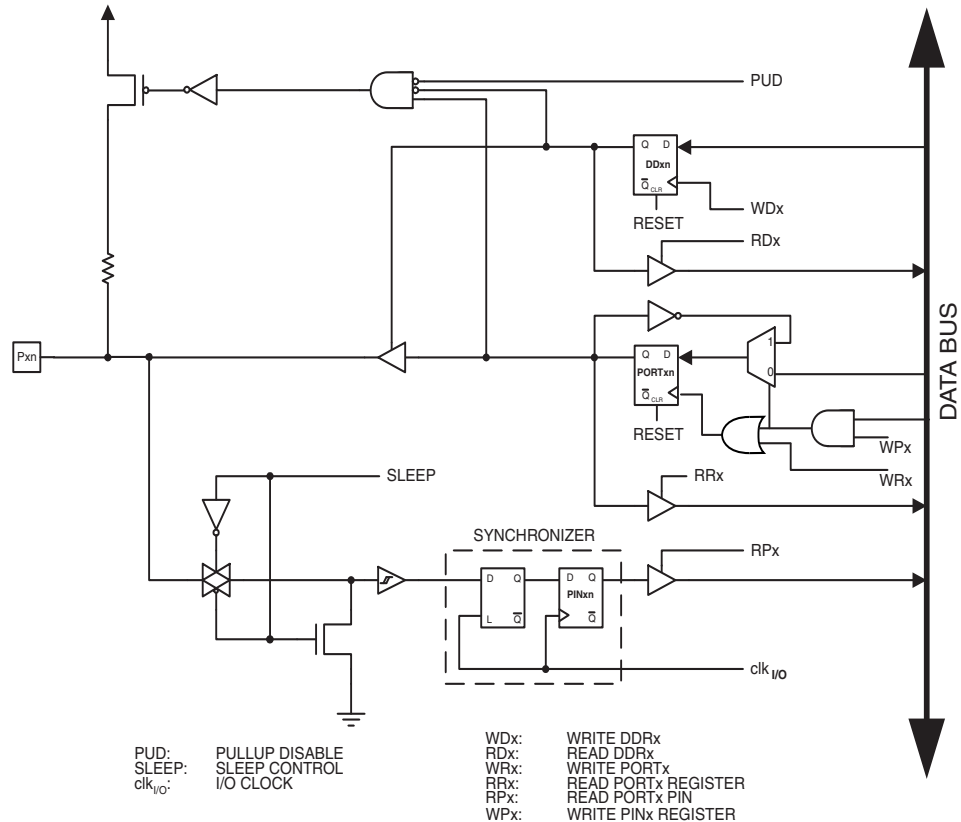 PUD
Q D
DDxn
Q CLR
WDx
RESET
RDx
1
Pxn
Q D
PORTxn
0
Q CLR
RESET
WPx
WRx
DATA BUS
SLEEP
RRx
SYNCHRONIZER
RPx
D Q
L Q
D Q
PINxn
Q
clk I/O
PUD: PULLUP DISABLE
SLEEP: SLEEP CONTROL
clk I/O: I/O CLOCK
WDx: WRITE DDRx
RDx: READ DDRx
WRx: WRITE PORTx
RRx: READ PORTx REGISTER
RPx: READ PORTx PIN
WPx: WRITE PINx REGISTER